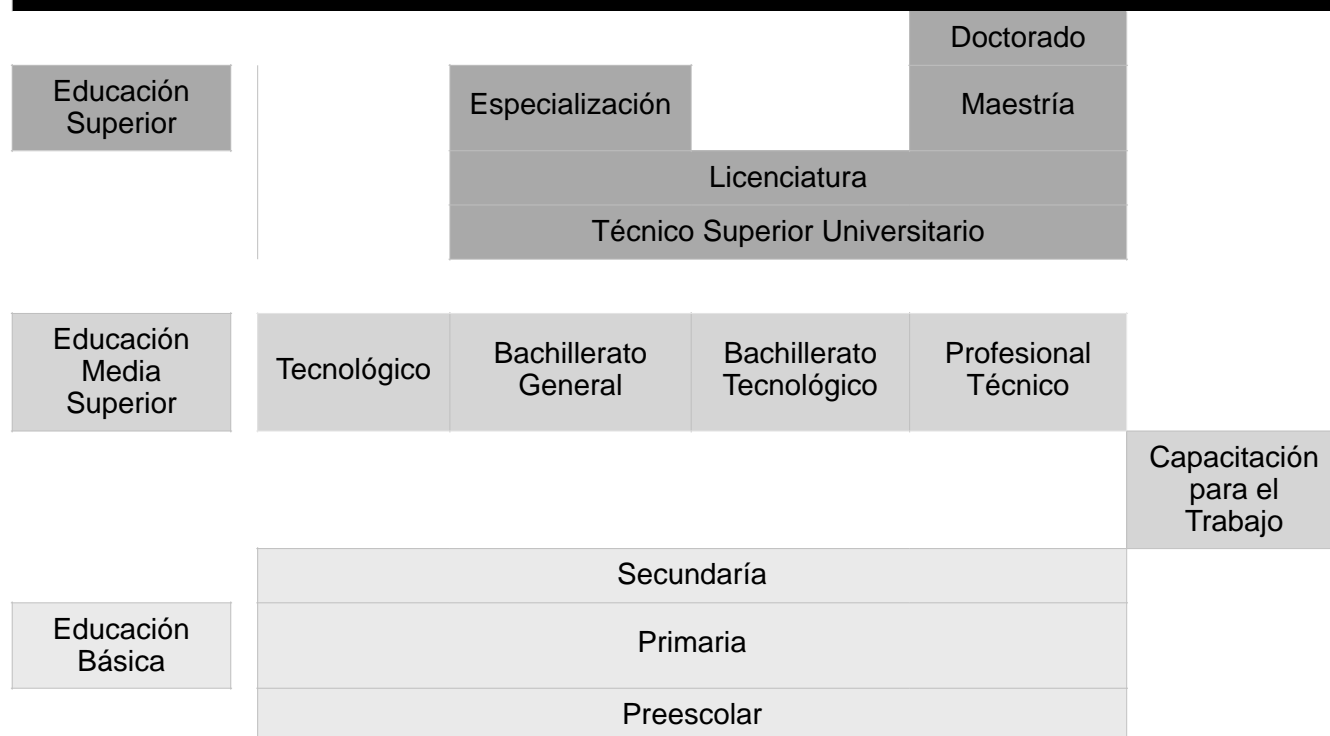 Doctorado
Educación
Superior
Especialización
Maestría
Licenciatura
Técnico Superior Universitario
Educación
Media
Superior
Tecnológico
Bachillerato
General
Bachillerato
Tecnológico
Profesional
Técnico
Capacitación
para el
Trabajo
Secundaría
Educación
Básica
Primaria
Preescolar